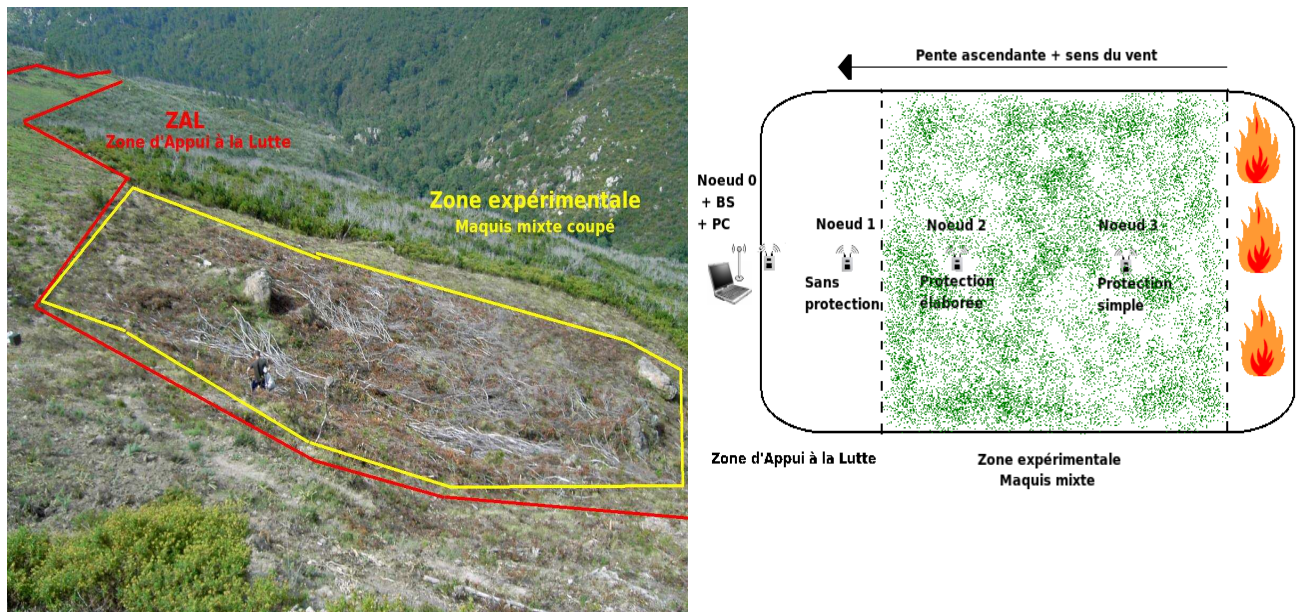 ZAL
Zone d'Appui à la Lutte
Zone expérimentale
Maquis mixte coupé
Pente ascendante + sens du vent
Noeud 0
+ BS
+ PC
Noeud 1
Noeud 2
Noeud 3
Sans
protection
Protection
élaborée
Protection
simple
Zone d'Appui à la Lutte
Zone expérimentale
Maquis mixte